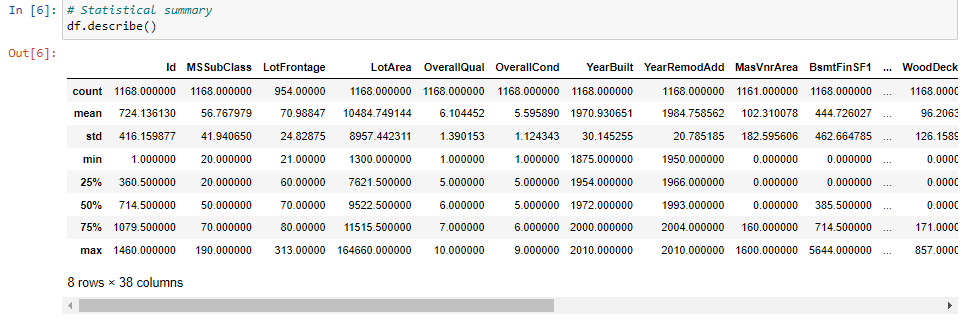 In [6]: # Statistical summary
df.describe()
Out[6]:
Id MSSubClass LotFrontage LotArea OverallQual OverallCond YearBuilt YearRemodAdd MasVnrArea BsmtFinSF1 ... WoodDeck
count 1168.000000 1168.000000 954.00000 1168.000000 1168.000000 1168.000000 1168.000000 1168.000000 1161.000000 1168.000000 ... 1168.0000
mean 724.136130 56.767979 70.98847 10484.749144 6.104452 5.595890 1970.930651 1984.758562 102.310078 444.726027 ... 96.2063
std 416.159877 41.940650 24.82875 8957.442311 1.390153 1.124343 30.145255 20.785185 182.595606 462.664785 ... 126.1589
min 1.000000 20.000000 21.00000 1300.000000 1.000000 1.000000 1875.000000 1950.000000 0.000000 0.000000 ... 0.0000
25% 360.500000 20.000000 60.00000 7621.500000 5.000000 5.000000 1954.000000 1966.000000 0.000000 0.000000 ... 0.0000
50% 714.500000 50.000000 70.00000 9522.500000 6.000000 5.000000 1972.000000 1993.000000 0.000000 385.500000 ... 0.0000
75% 1079.500000 70.000000 80.00000 11515.500000 7.000000 6.000000 2000.000000 2004.000000 160.000000 714.500000 ... 171.0000
max 1460.000000 190.000000 313.00000 164660.000000 10.000000 9.000000 2010.000000 2010.000000 1600.000000 5644.000000 ... 857.0000
8 rows × 38 columns